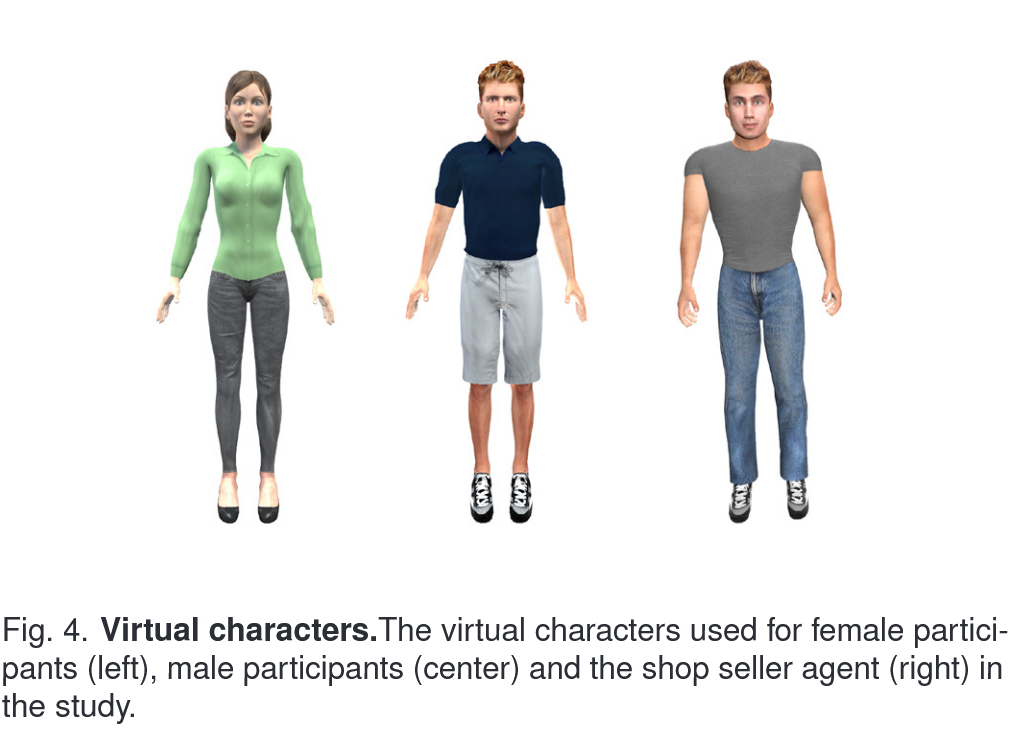 Fig. 4. Virtual characters.The virtual characters used for female partici-
pants (left), male participants (center) and the shop seller agent (right) in
the study.